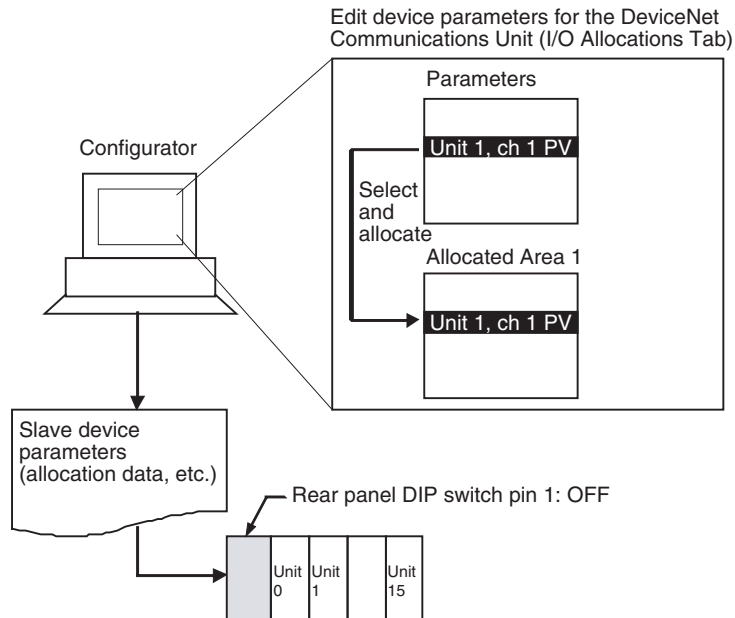 Edit device parameters for the DeviceNet
Communications Unit (I/O Allocations Tab)
Parameters
Unit 1, ch 1 PV
Configurator
Select
and
allocate
Allocated Area 1
Unit 1, ch 1 PV
Slave device
parameters
(allocation data, etc.)
Rear panel DIP switch pin 1: OFF
Unit
0
Unit
1
Unit
15